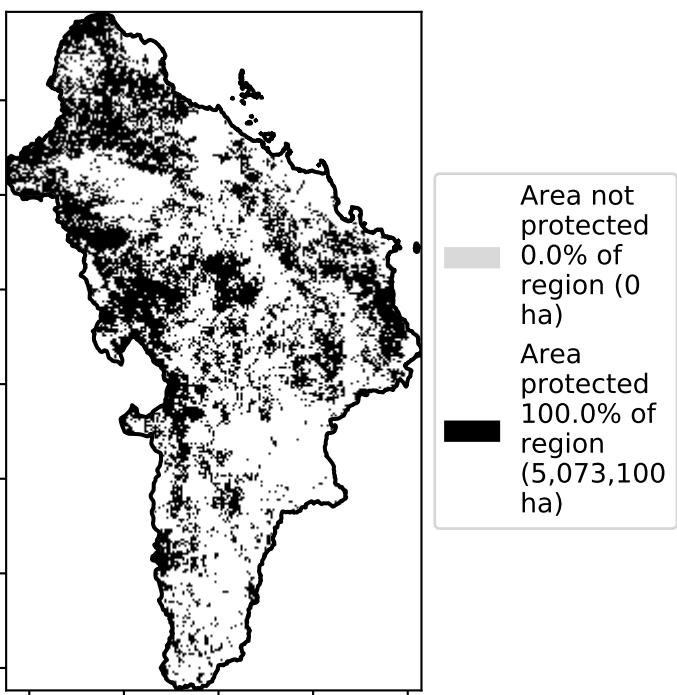 Area not
protected
0.0% of
region (0
ha)
Area
protected
100.0% of
region
(5,073,100
ha)